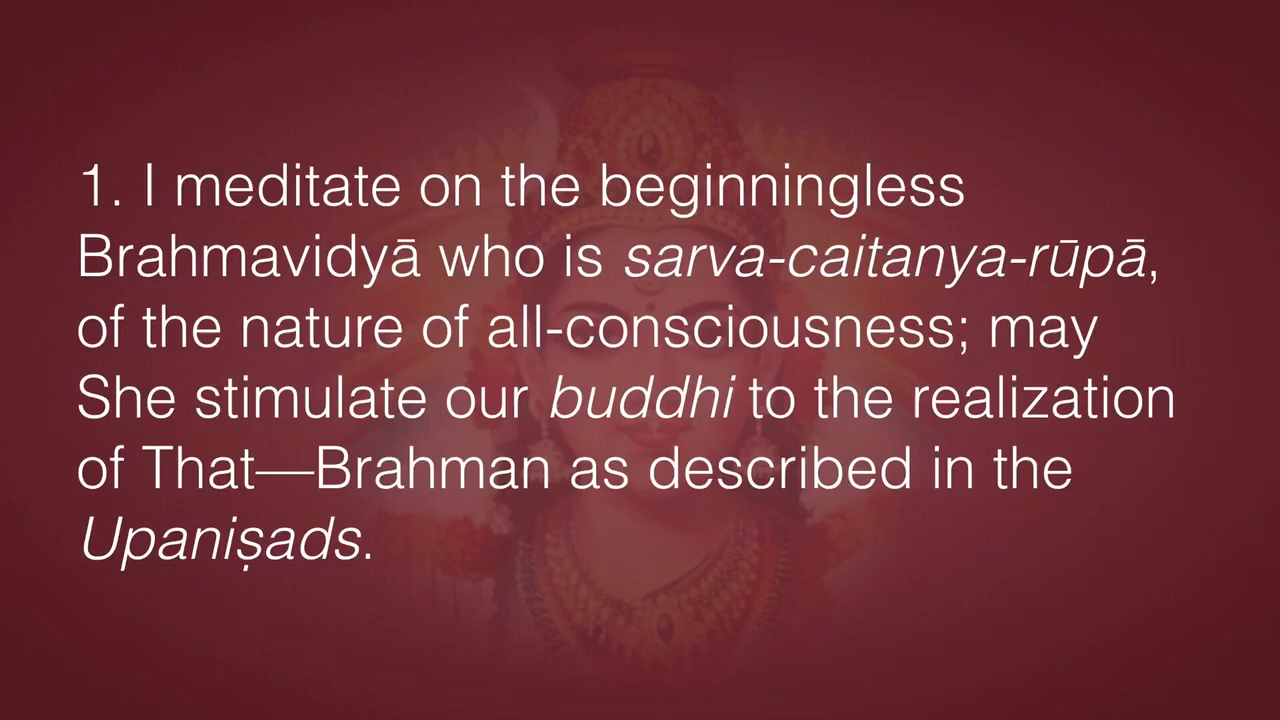 1. I meditate on the beginningless
Brahmavidyā who is sarva-caitanya-rūpā,
of the nature of all-consciousness; may
She stimulate our buddhi to the realization
of That—Brahman as described in the
Upaniṣads.